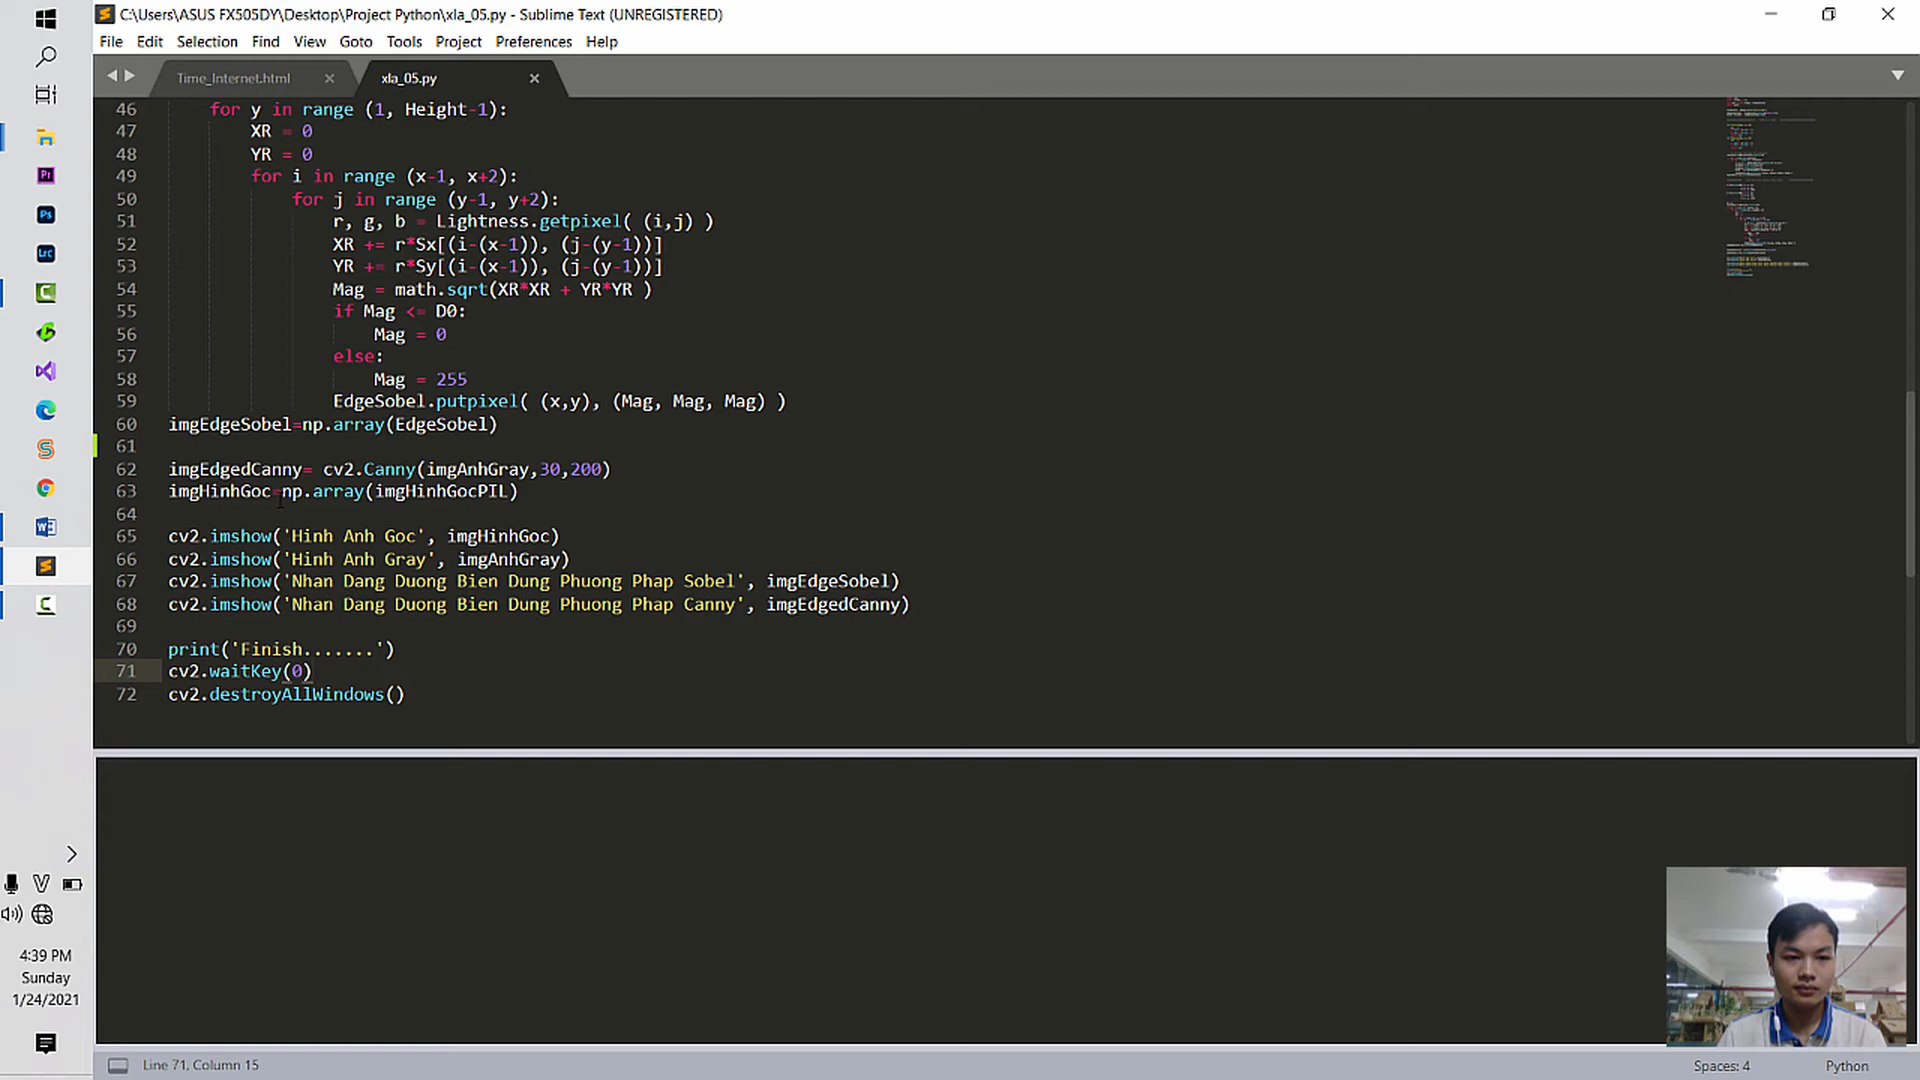 C:\Users\ASUS FX505DY\Desktop\Project Python\xla_05.py - Sublime Text (UNREGISTERED)
File Edit Selection Find View Goto Tools Project Preferences Help
Time_Internet.html
xla_05.py
46 for y in range (1, Height-1):
47 XR = 0
48 YR = 0
49 for i in range (x-1, x+2):
50 for j in range (y-1, y+2):
51 r, g, b = Lightness.getpixel( (i,j) )
52 XR += r*Sx[(i-(x-1)), (j-(y-1))]
53 YR += r*Sy[(i-(x-1)), (j-(y-1))]
54 Mag = math.sqrt(XR*XR + YR*YR )
55 if Mag <= D0:
56 Mag = 0
57 else:
58 Mag = 255
59 EdgeSobel.putpixel( (x,y), (Mag, Mag, Mag) )
60 imgEdgeSobel=np.array(EdgeSobel)
61
62 imgEdgedCanny= cv2.Canny(imgAnhGray,30,200)
63 imgHinhGoc=np.array(imgHinhGocPIL)
64
65 cv2.imshow('Hinh Anh Goc', imgHinhGoc)
66 cv2.imshow('Hinh Anh Gray', imgAnhGray)
67 cv2.imshow('Nhan Dang Duong Bien Dung Phuong Phap Sobel', imgEdgeSobel)
68 cv2.imshow('Nhan Dang Duong Bien Dung Phuong Phap Canny', imgEdgedCanny)
69
70 print('Finish.......')
71 cv2.waitKey(0)
72 cv2.destroyAllWindows()
Pr
Ps
Lrc
V
4:39 PM
Sunday
1/24/2021
Line 71, Column 15
Spaces: 4
Python